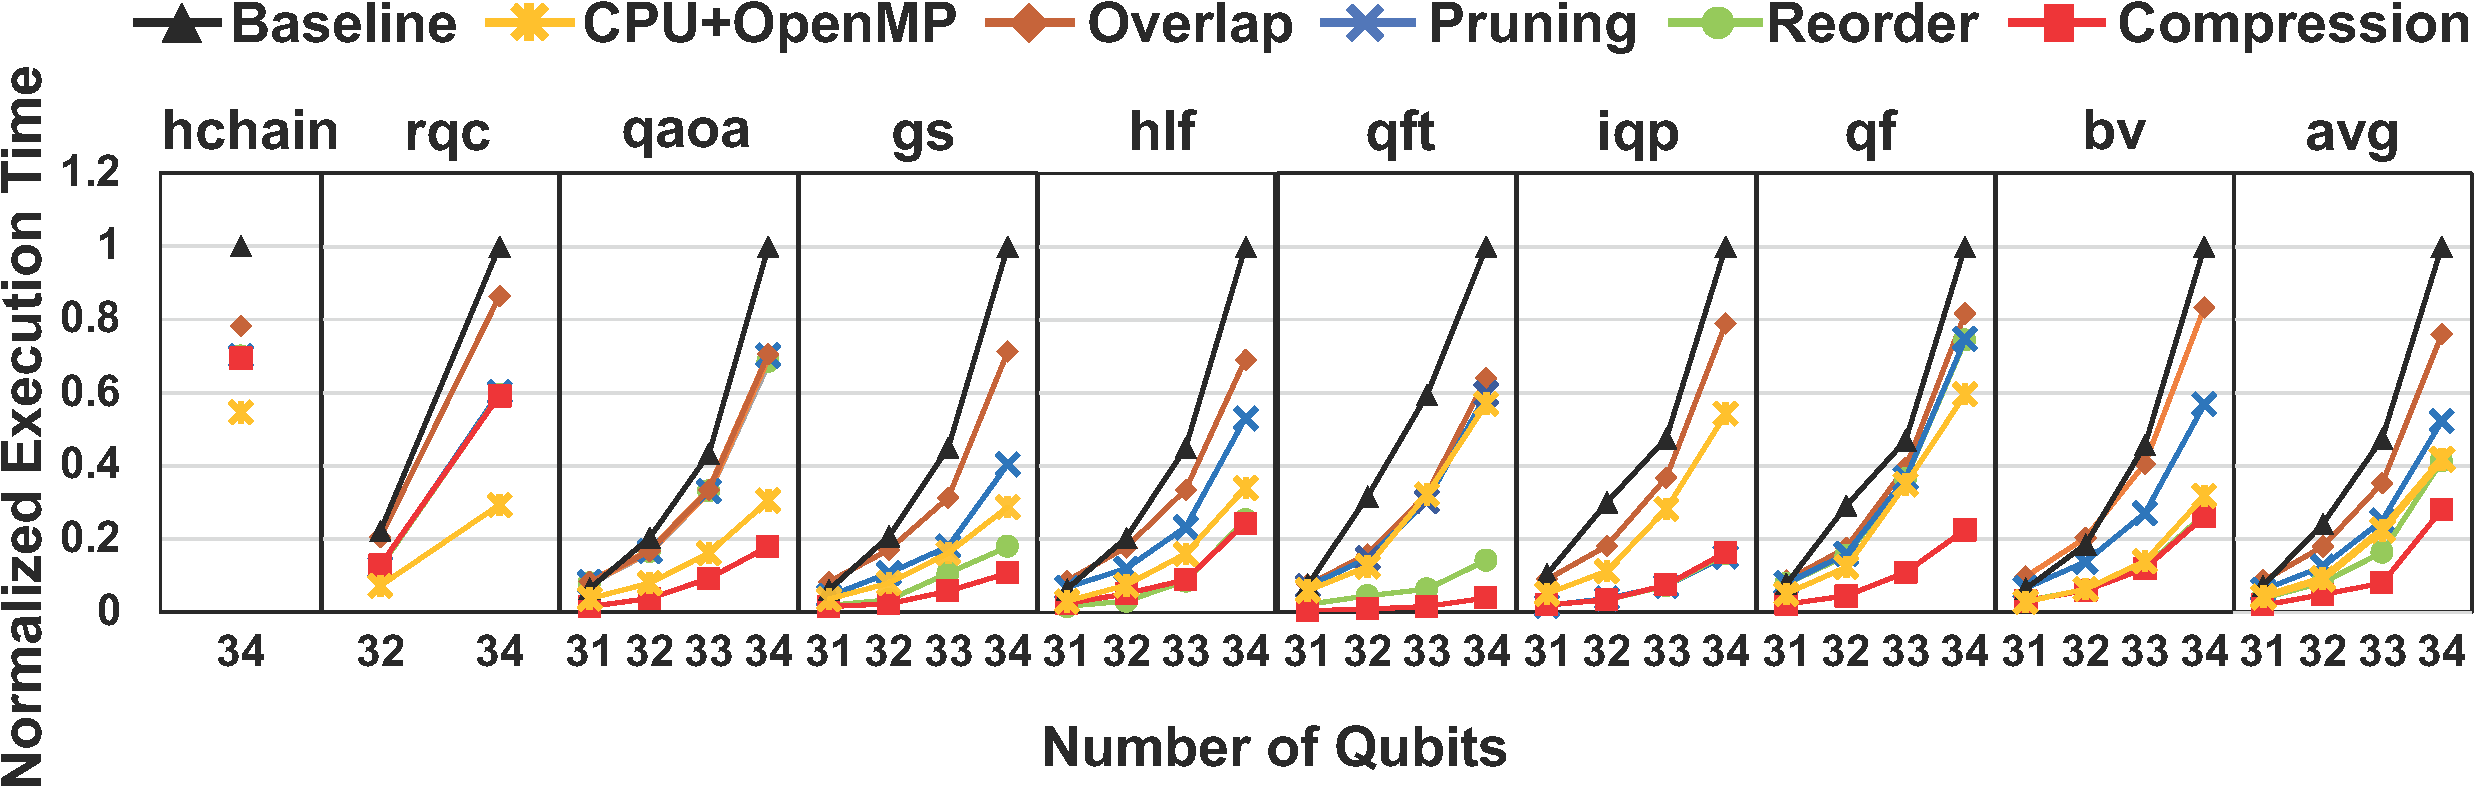 Baseline CPU+OpenMP Overlap Pruning Reorder Compression
hchain rqc qaoa gs hlf qft iqp qf bv avg
Normalized Execution Time
1.2
1
0.8
0.6
0.4
0.2
0
34 32 34 31 32 33 34 31 32 33 34 31 32 33 34 31 32 33 34 31 32 33 34 31 32 33 34 31 32 33 34 31 32 33 34
Number of Qubits